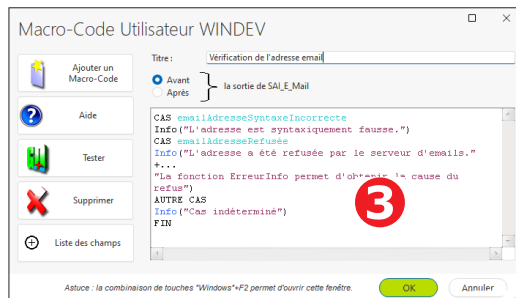 Macro-Code Utilisateur WINDEV
Titre : Vérification de l'adresse email
Ajouter un
Macro-Code
Avant
Après
la sortie de SAI_E_Mail
Aide
Tester
Supprimer
Liste des champs
CAS emailAdresseSyntaxeIncorrecte
Info("L'adresse est syntaxiquement fausse.")
CAS emailAdresseRefusée
Info("L'adresse a été refusée par le serveur d'emails."
+...
"La fonction ErreurInfo permet d'obtenir la cause du
refus")
AUTRE CAS
Info("Cas indéterminé")
FIN
3
Astuce : la combinaison de touches "Windows"+F2 permet d'ouvrir cette fenêtre.
OK
Annuler